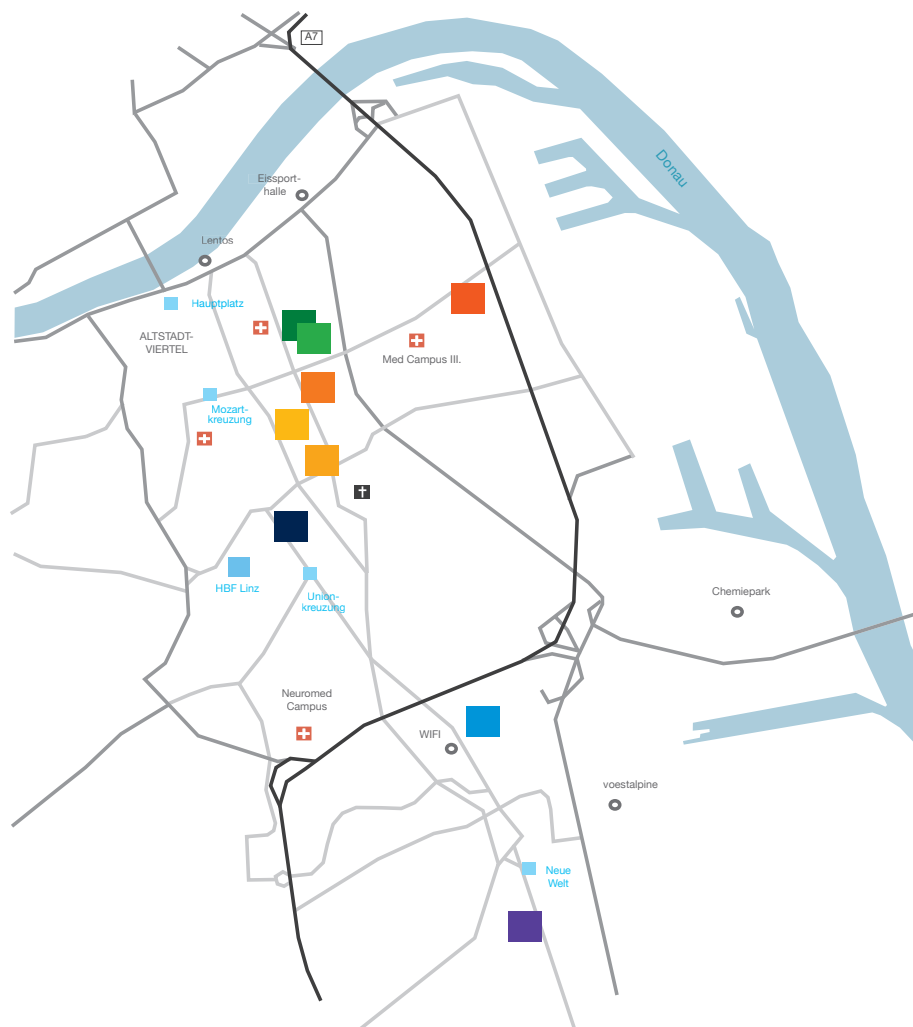 A7
Donau
Eissport-
halle
Lentos
Hauptplatz
ALTSTADT-
VIERTEL
Med Campus III.
Mozart-
kreuzung
HBF Linz
Union-
kreuzung
Chemiepark
Neuromed
Campus
WIFI
voestalpine
Neue
Welt